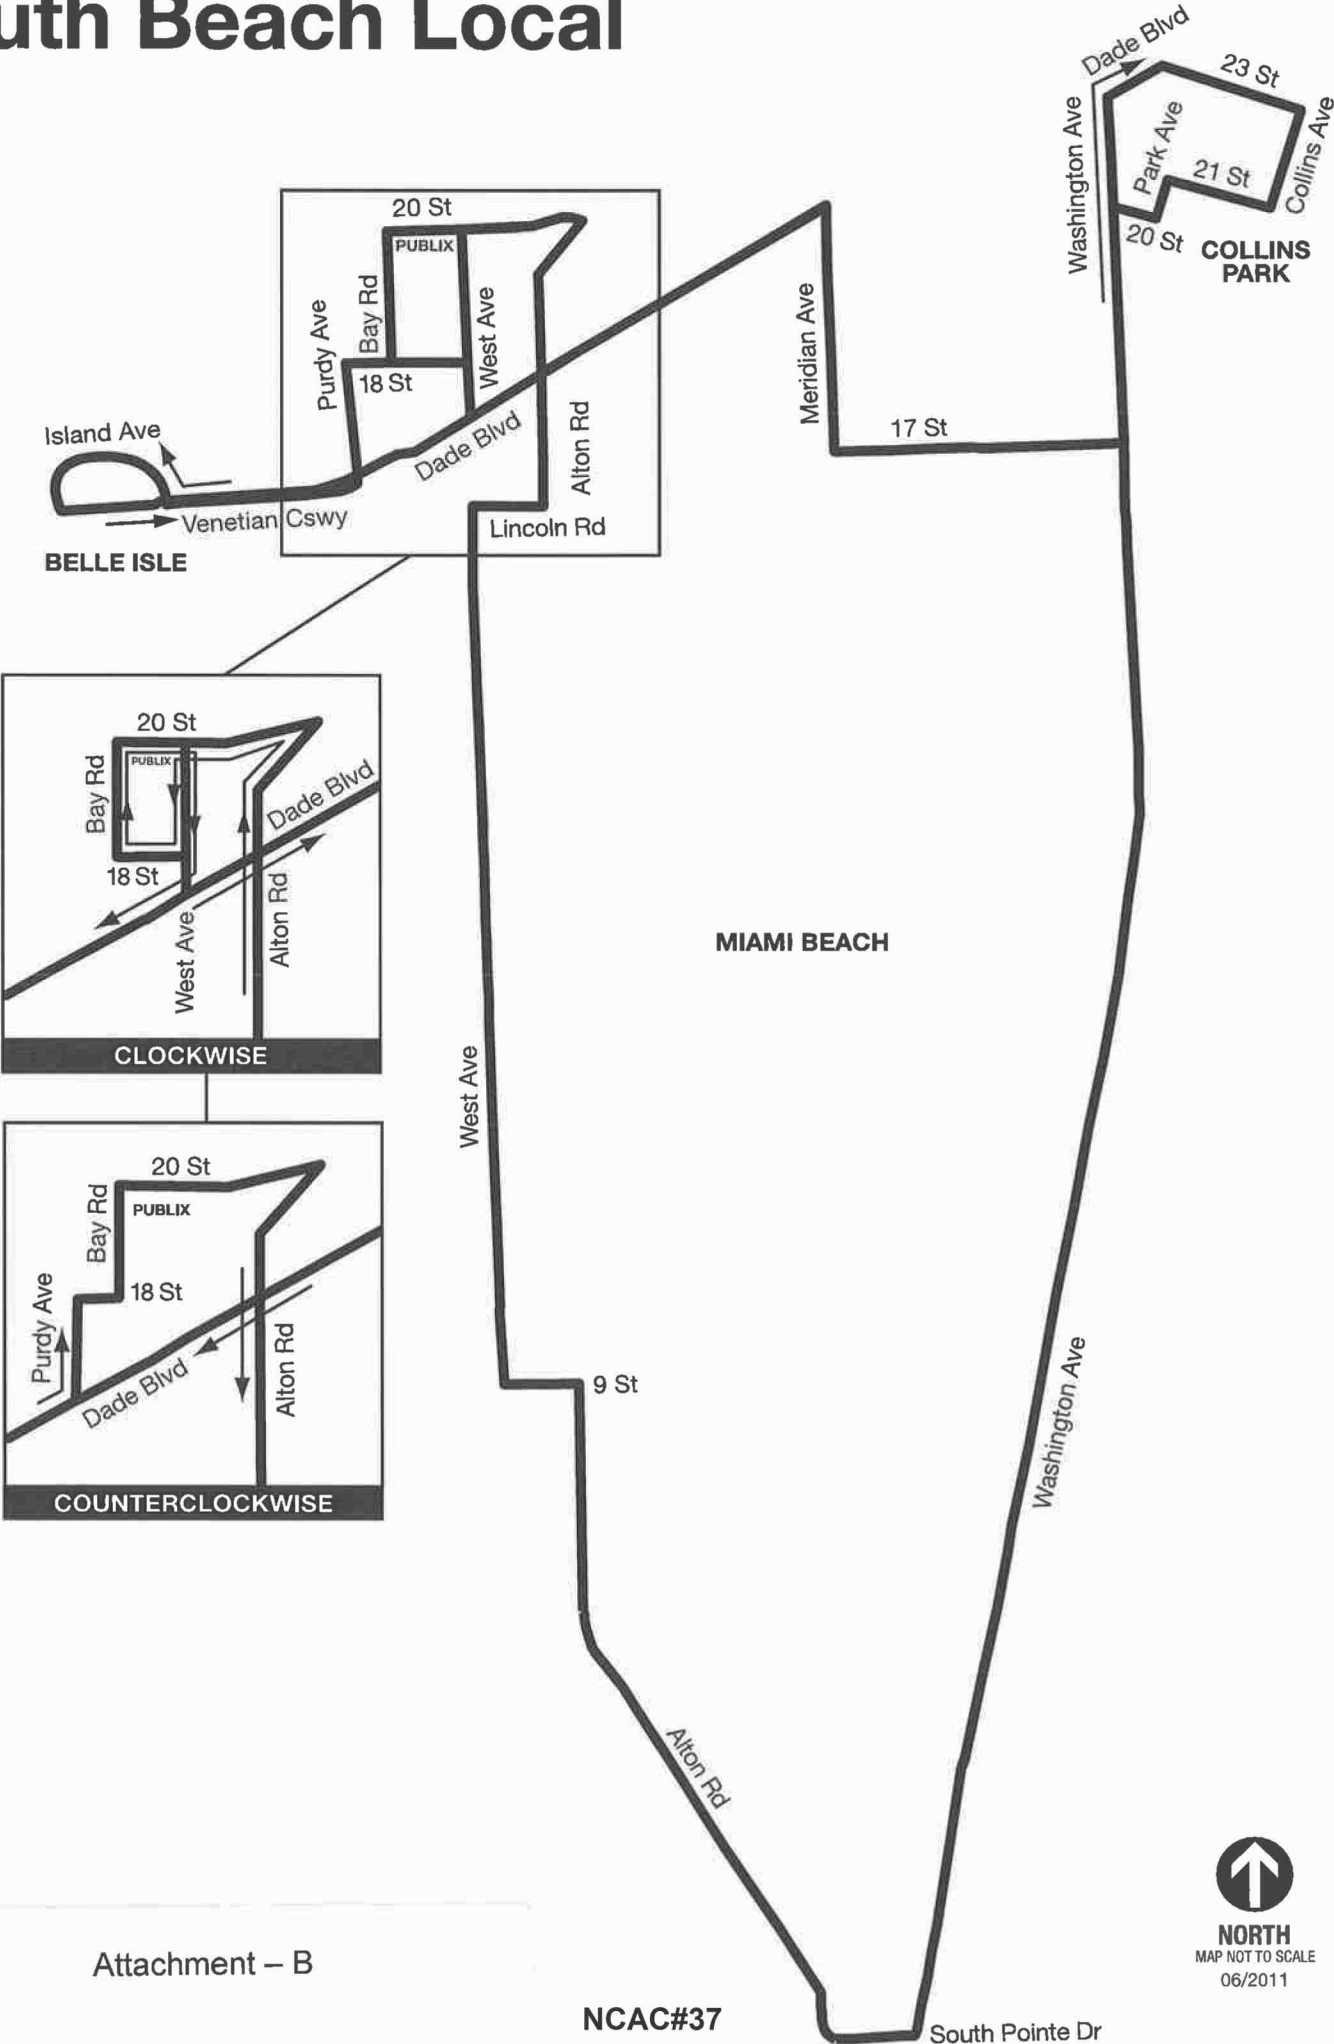 uth Beach Local
Dade Blvd
23 St
Washington Ave
Park Ave
21 St
Collins Ave
20 St
COLLINS
PARK
20 St
PUBLIX
Purdy Ave
Bay Rd
West Ave
18 St
Meridian Ave
17 St
Island Ave
Dade Blvd
Alton Rd
Venetian Cswy
Lincoln Rd
BELLE ISLE
20 St
PUBLIX
Bay Rd
Dade Blvd
18 St
West Ave
Alton Rd
CLOCKWISE
MIAMI BEACH
West Ave
20 St
Bay Rd
PUBLIX
18 St
Purdy Ave
Dade Blvd
Alton Rd
COUNTERCLOCKWISE
9 St
Washington Ave
Alton Rd
NORTH
MAP NOT TO SCALE
06/2011
Attachment – B
NCAC#37
South Pointe Dr